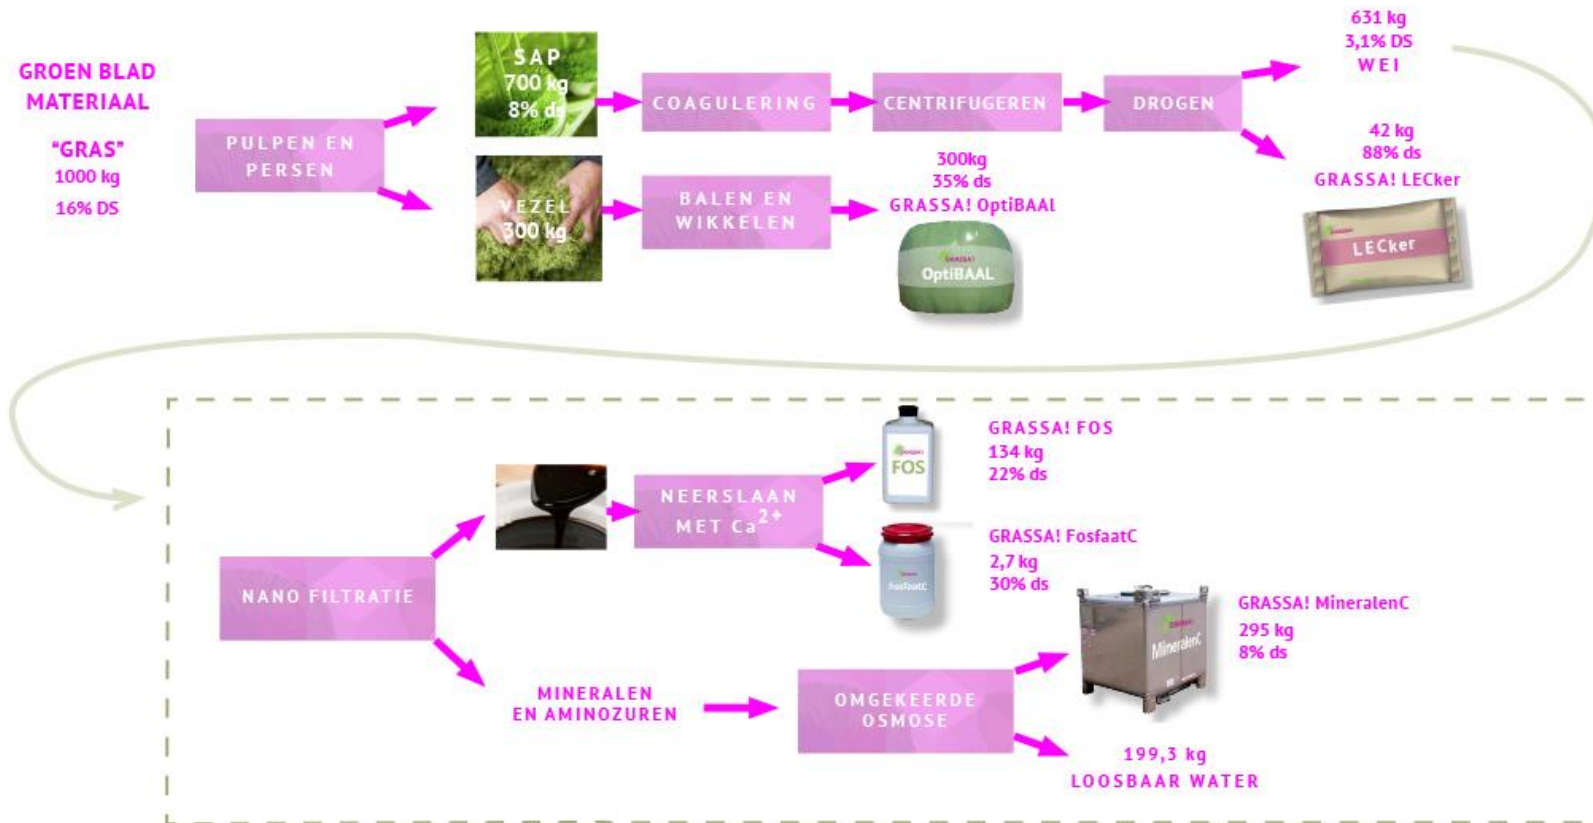 GROEN BLAD
MATERIAAL
"GRAS"
1000 kg
16% DS
PULPEN EN
PERSEN
SAP
700 kg
8% ds
VEZEL
300 kg
COAGULERING
CENTRIFUGEREN
DROGEN
631 kg
3,1% DS
WEI
42 kg
88% ds
GRASSA! LECker
LECker
BALEN EN
WIKKELEN
300kg
35% ds
GRASSA! OptiBAAl
GRASSA!
OptiBAAL
NANO FILTRATIE
NEERSLAAN
MET Ca2+
FOS
GRASSA! FOS
134 kg
22% ds
FosfaatC
GRASSA! FosfaatC
2,7 kg
30% ds
MINERALEN
EN AMINOZUREN
OMGEKEERDE
OSMOSE
MineralenC
GRASSA! MineralenC
295 kg
8% ds
199,3 kg
LOOSBAAR WATER